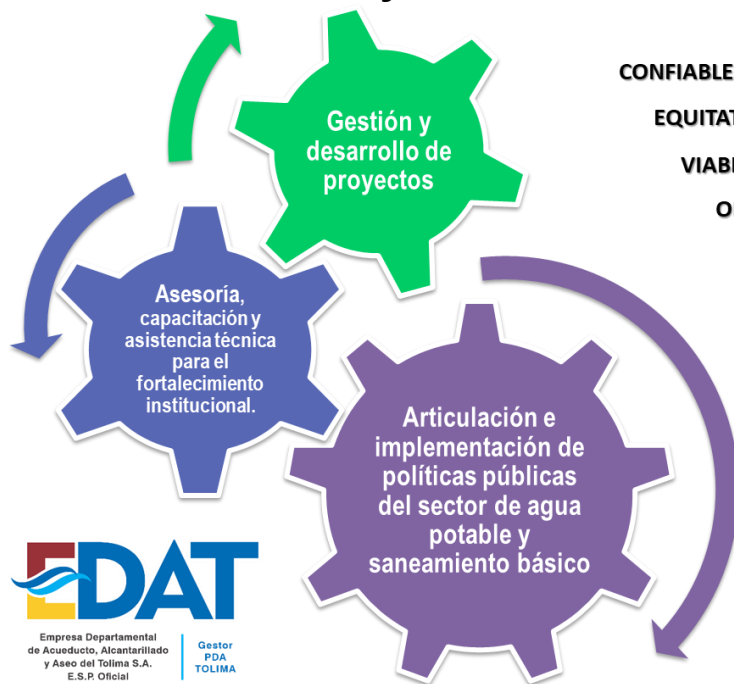 Gestión y
desarrollo de
proyectos
CONFIABLE
Asesoría,
capacitación y
asistencia técnica
para el
fortalecimiento
institucional.
Articulación e
implementación de
políticas públicas
del sector de agua
potable y
saneamiento básico
EDAT
Empresa Departamental
de Acueducto, Alcantarillado
y Aseo del Tolima S.A.
E.S.P. Oficial
Gestor
PDA
TOLIMA